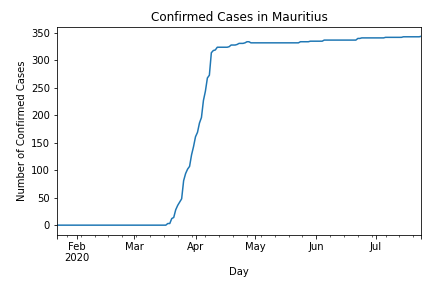 Confirmed Cases in Mauritius
Number of Confirmed Cases
350
300
250
200
150
100
50
0
Feb
2020
Mar
Apr
May
Jun
Jul
Day